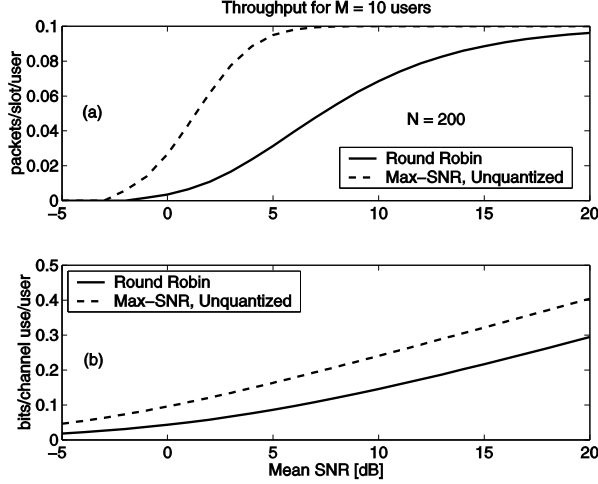 Throughput for M = 10 users
packets/slot/user
0.1
0.08
0.06
0.04
0.02
0
(a)
N = 200
Round Robin
Max-SNR, Unquantized
-5 0 5 10 15 20
bits/channel use/user
0.5
0.4
0.3
0.2
0.1
0
Round Robin
Max-SNR, Unquantized
(b)
-5 0 5 10 15 20
Mean SNR [dB]